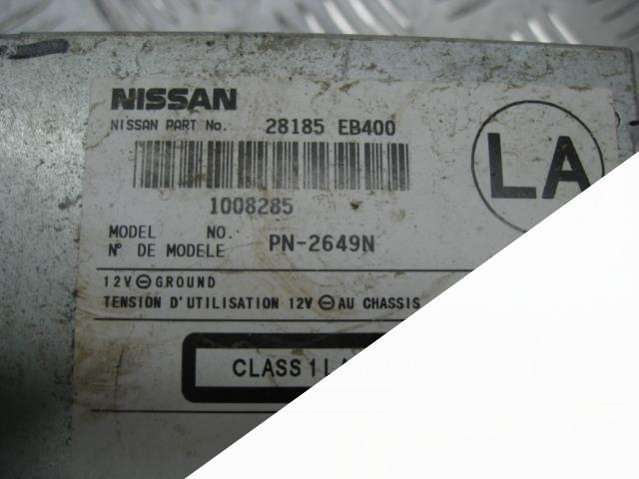 NISSAN
NISSAN PART No. 28185 EB400
LA
1008285
MODEL NO.
N° DE MODELE PN-2649N
12V ⊖ GROUND
TENSION D'UTILISATION 12V ⊖ AU CHASSIS
CLASS 1